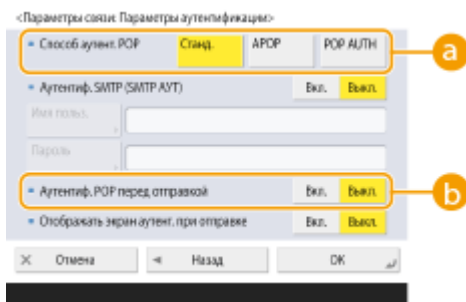 <Параметры связи: Параметры аутентификации>
Способ аутент. POP Станд. APOP POP AUTH
a
Аутентиф. SMTP (SMTP АУТ) Вкл. Выкл.
Имя польз.
Пароль
Аутентиф. POP перед отправкой Вкл. Выкл.
b
Отображать экран аутент. при отправке Вкл. Выкл.
Отмена Назад OK